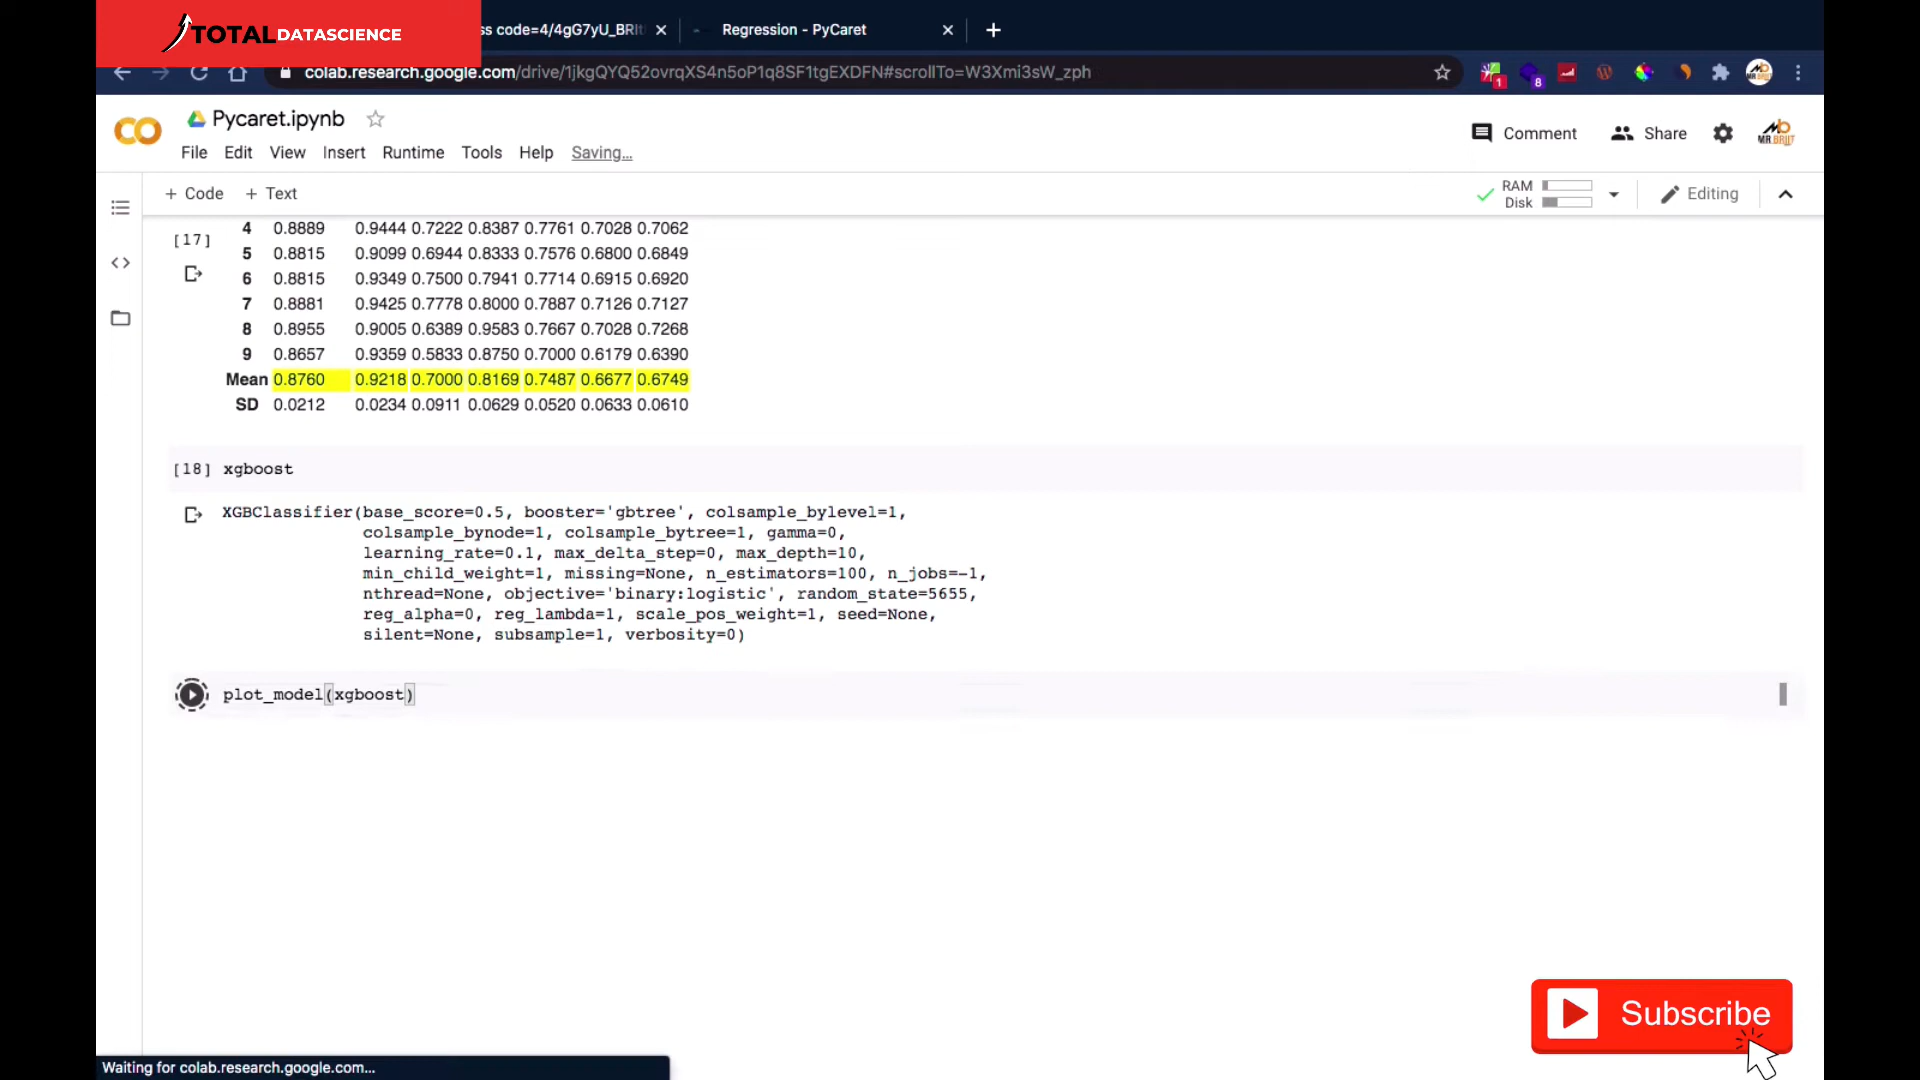 TOTAL DATASCIENCE
ss code=4/4gG7yU_BRIt
Regression - PyCaret
colab.research.google.com/drive/1jkgQYQ52ovrqXS4n5oP1q8SF1tgEXDFN#scrollTo=W3Xmi3sW_zph
1
8
Pycaret.ipynb
Comment
Share
MR.BRIIT
File Edit View Insert Runtime Tools Help Saving...
+ Code + Text
RAM
Disk
Editing
[17]
4 0.8889 0.9444 0.7222 0.8387 0.7761 0.7028 0.7062
5 0.8815 0.9099 0.6944 0.8333 0.7576 0.6800 0.6849
6 0.8815 0.9349 0.7500 0.7941 0.7714 0.6915 0.6920
7 0.8881 0.9425 0.7778 0.8000 0.7887 0.7126 0.7127
8 0.8955 0.9005 0.6389 0.9583 0.7667 0.7028 0.7268
9 0.8657 0.9359 0.5833 0.8750 0.7000 0.6179 0.6390
Mean 0.8760 0.9218 0.7000 0.8169 0.7487 0.6677 0.6749
SD 0.0212 0.0234 0.0911 0.0629 0.0520 0.0633 0.0610
[18] xgboost
XGBClassifier(base_score=0.5, booster='gbtree', colsample_bylevel=1,
colsample_bynode=1, colsample_bytree=1, gamma=0,
learning_rate=0.1, max_delta_step=0, max_depth=10,
min_child_weight=1, missing=None, n_estimators=100, n_jobs=-1,
nthread=None, objective='binary:logistic', random_state=5655,
reg_alpha=0, reg_lambda=1, scale_pos_weight=1, seed=None,
silent=None, subsample=1, verbosity=0)
plot_model(xgboost)
Subscribe
Waiting for colab.research.google.com...